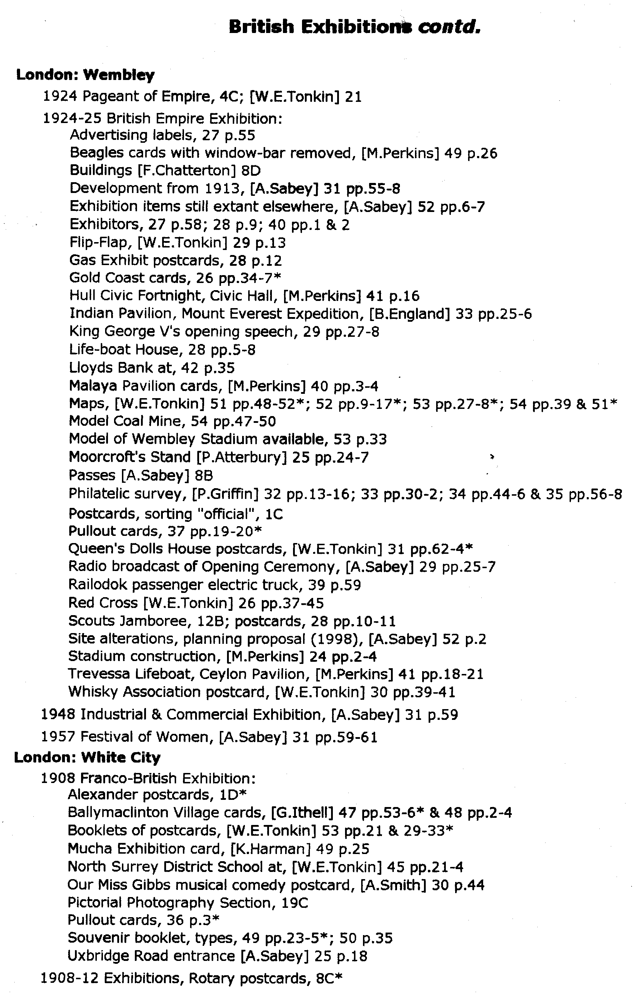 British Exhibitions contd.
London: Wembley
1924 Pageant of Empire, 4C; [W.E.Tonkin] 21
1924-25 British Empire Exhibition:
Advertising labels, 27 p.55
Beagles cards with window-bar removed, [M.Perkins] 49 p.26
Buildings [F.Chatterton] 8D
Development from 1913, [A.Sabey] 31 pp.55-8
Exhibition items still extant elsewhere, [A.Sabey] 52 pp.6-7
Exhibitors, 27 p.58; 28 p.9; 40 pp.1 & 2
Flip-Flap, [W.E.Tonkin] 29 p.13
Gas Exhibit postcards, 28 p.12
Gold Coast cards, 26 pp.34-7*
Hull Civic Fortnight, Civic Hall, [M.Perkins] 41 p.16
Indian Pavilion, Mount Everest Expedition, [B.England] 33 pp.25-6
King George V's opening speech, 29 pp.27-8
Life-boat House, 28 pp.5-8
Lloyds Bank at, 42 p.35
Malaya Pavilion cards, [M.Perkins] 40 pp.3-4
Maps, [W.E.Tonkin] 51 pp.48-52*; 52 pp.9-17*; 53 pp.27-8*; 54 pp.39 & 51*
Model Coal Mine, 54 pp.47-50
Model of Wembley Stadium available, 53 p.33
Moorcroft's Stand [P.Atterbury] 25 pp.24-7
Passes [A.Sabey] 8B
Philatelic survey, [P.Griffin] 32 pp.13-16; 33 pp.30-2; 34 pp.44-6 & 35 pp.56-8
Postcards, sorting "official", 1C
Pullout cards, 37 pp.19-20*
Queen's Dolls House postcards, [W.E.Tonkin] 31 pp.62-4*
Radio broadcast of Opening Ceremony, [A.Sabey] 29 pp.25-7
Railodok passenger electric truck, 39 p.59
Red Cross [W.E.Tonkin] 26 pp.37-45
Scouts Jamboree, 12B; postcards, 28 pp.10-11
Site alterations, planning proposal (1998), [A.Sabey] 52 p.2
Stadium construction, [M.Perkins] 24 pp.2-4
Trevessa Lifeboat, Ceylon Pavilion, [M.Perkins] 41 pp.18-21
Whisky Association postcard, [W.E.Tonkin] 30 pp.39-41
1948 Industrial & Commercial Exhibition, [A.Sabey] 31 p.59
1957 Festival of Women, [A.Sabey] 31 pp.59-61
London: White City
1908 Franco-British Exhibition:
Alexander postcards, 1D*
Ballymaclinton Village cards, [G.Ithell] 47 pp.53-6* & 48 pp.2-4
Booklets of postcards, [W.E.Tonkin] 53 pp.21 & 29-33*
Mucha Exhibition card, [K.Harman] 49 p.25
North Surrey District School at, [W.E.Tonkin] 45 pp.21-4
Our Miss Gibbs musical comedy postcard, [A.Smith] 30 p.44
Pictorial Photography Section, 19C
Pullout cards, 36 p.3*
Souvenir booklet, types, 49 pp.23-5*; 50 p.35
Uxbridge Road entrance [A.Sabey] 25 p.18
1908-12 Exhibitions, Rotary postcards, 8C*